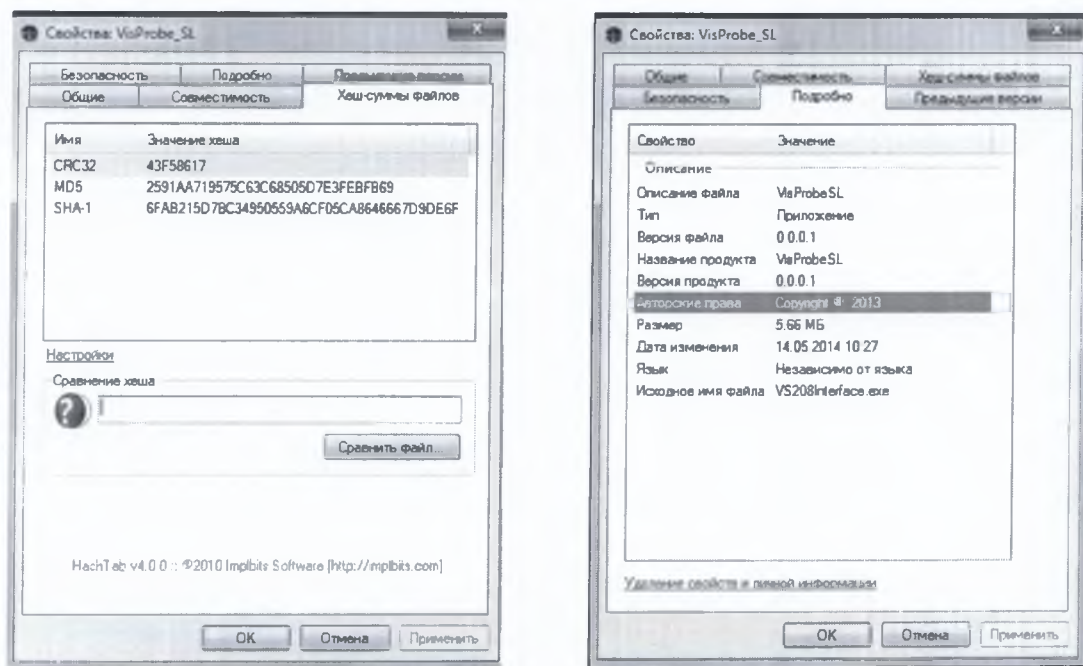 Свойства: VisProbe_SL
Безопасность Подробно Предыдущие версии
Общие Совместимость Хеш-суммы файлов
Имя Значение хеша
CRC32 43F58617
MD5 2591AA719575C63C68505D7E3FEBFB69
SHA-1 6FAB215D7BC34950559A6CF05CA8646667D9DE6F
Настройки
Сравнение хеша
Сравнить файл...
HachTab v4.0.0 :: ©2010 Implbits Software [http://implbits.com]
OK Отмена Применить
Свойства: VisProbe_SL
Общие Совместимость Хеш-суммы файлов
Безопасность Подробно Предыдущие версии
Свойство Значение
Описание
Описание файла VisProbeSL
Тип Приложение
Версия файла 0.0.0.1
Название продукта VisProbeSL
Версия продукта 0.0.0.1
Авторские права Copyright © 2013
Размер 5.66 МБ
Дата изменения 14.05.2014 10:27
Язык Независимо от языка
Исходное имя файла VS208Interface.exe
Удаление свойств и личной информации
OK Отмена Применить